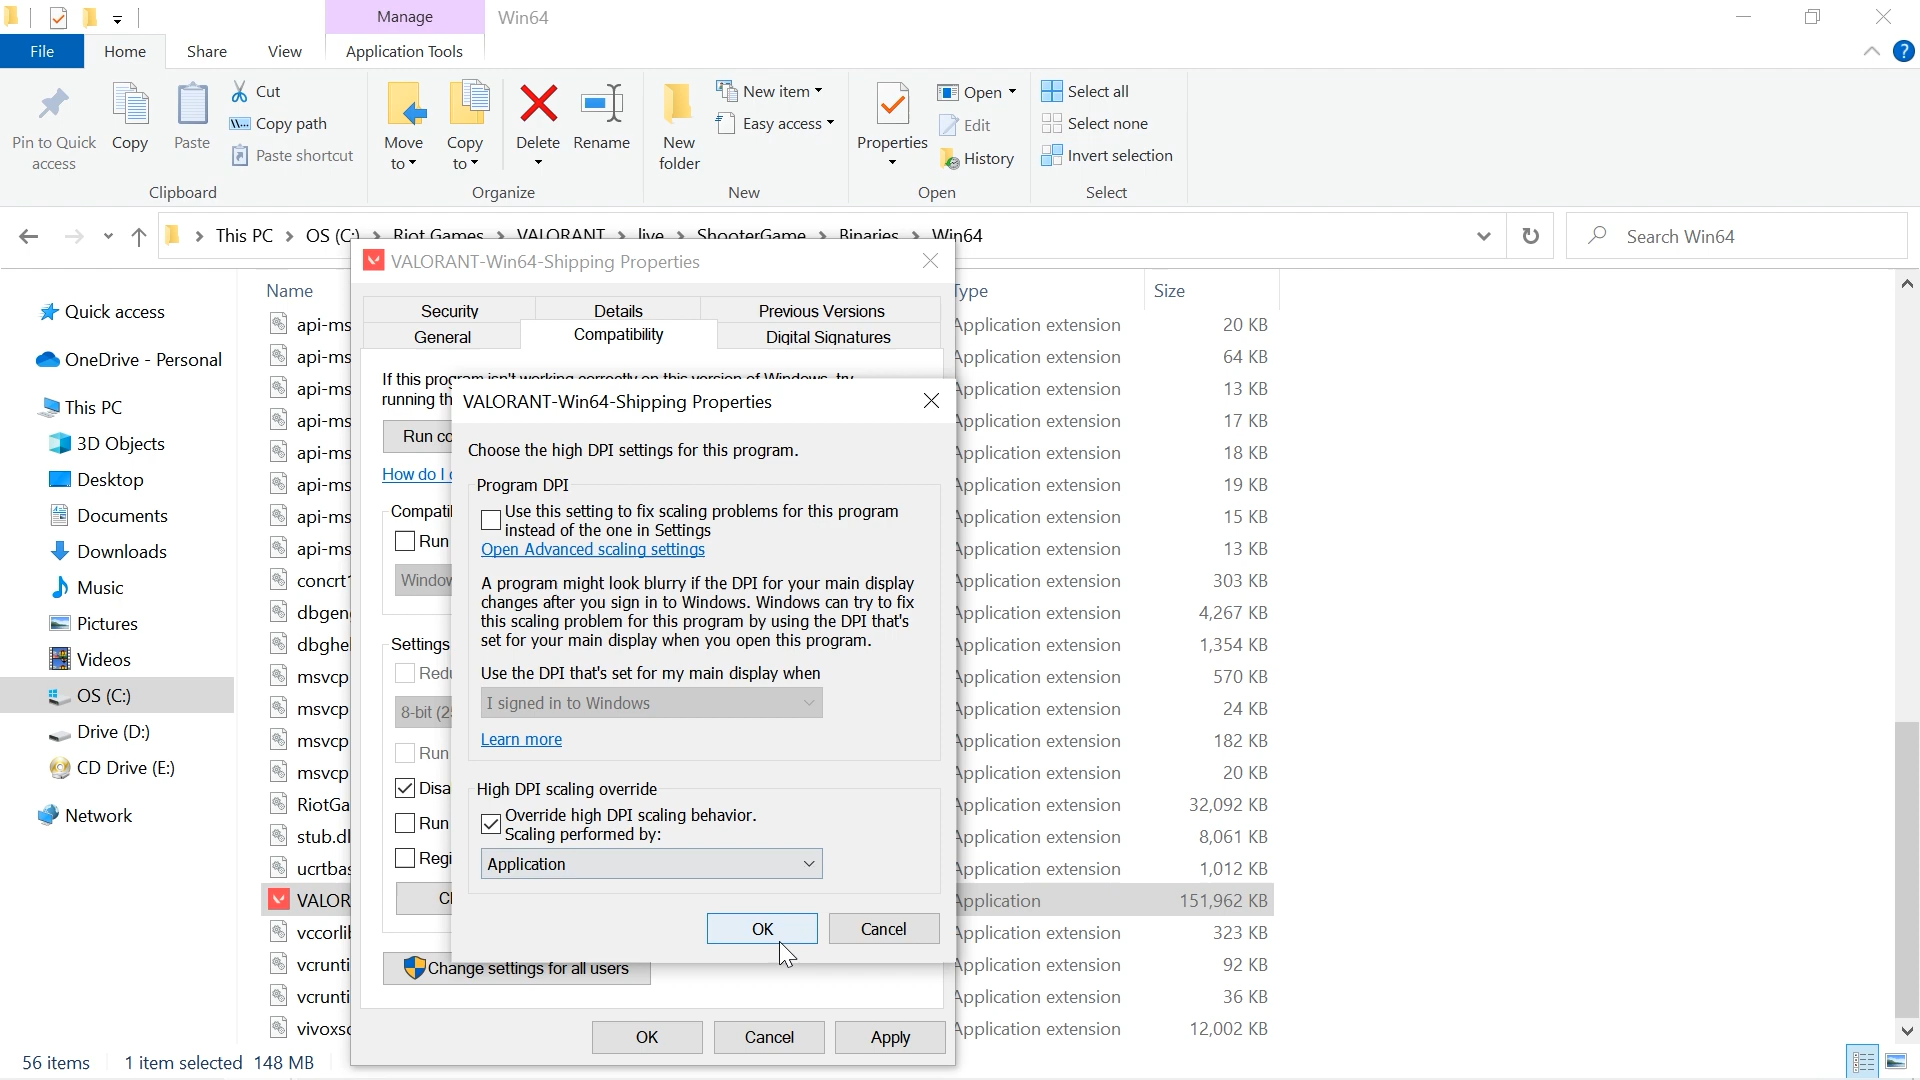 Manage
Win64
File
Home
Share
View
Application Tools
Pin to Quick access
Copy
Paste
Cut
Copy path
Paste shortcut
Clipboard
Move to
Copy to
Delete
Rename
Organize
New folder
New item
Easy access
New
Properties
Open
Edit
History
Open
Select all
Select none
Invert selection
Select
This PC > OS (C:) > Riot Games > VALORANT > live > ShooterGame > Binaries > Win64
Search Win64
Quick access
OneDrive - Personal
This PC
3D Objects
Desktop
Documents
Downloads
Music
Pictures
Videos
OS (C:)
Drive (D:)
CD Drive (E:)
Network
Name
Type
Size
api-ms
Application extension
20 KB
api-ms
Application extension
64 KB
api-ms
Application extension
13 KB
api-ms
Application extension
17 KB
api-ms
Application extension
18 KB
api-ms
Application extension
19 KB
api-ms
Application extension
15 KB
api-ms
Application extension
13 KB
concrt1
Application extension
303 KB
dbgen
Application extension
4,267 KB
dbghel
Application extension
1,354 KB
msvcp
Application extension
570 KB
msvcp
Application extension
24 KB
msvcp
Application extension
182 KB
msvcp
Application extension
20 KB
RiotGa
Application extension
32,092 KB
stub.dl
Application extension
8,061 KB
ucrtbas
Application extension
1,012 KB
VALOR
Application
151,962 KB
vccorlib
Application extension
323 KB
vcrunti
Application extension
92 KB
vcrunti
Application extension
36 KB
vivoxsd
Application extension
12,002 KB
VALORANT-Win64-Shipping Properties
Security
Details
Previous Versions
General
Compatibility
Digital Signatures
If this program isn't working correctly on this version of Windows, try
running th
Run co
How do I c
Compatil
Run
Window
Settings
Redu
8-bit (25
Run
Disa
Run
Regi
Cl
Change settings for all users
OK
Cancel
Apply
VALORANT-Win64-Shipping Properties
Choose the high DPI settings for this program.
Program DPI
Use this setting to fix scaling problems for this program
instead of the one in Settings
Open Advanced scaling settings
A program might look blurry if the DPI for your main display
changes after you sign in to Windows. Windows can try to fix
this scaling problem for this program by using the DPI that's
set for your main display when you open this program.
Use the DPI that's set for my main display when
I signed in to Windows
Learn more
High DPI scaling override
Override high DPI scaling behavior.
Scaling performed by:
Application
OK
Cancel
56 items
1 item selected 148 MB